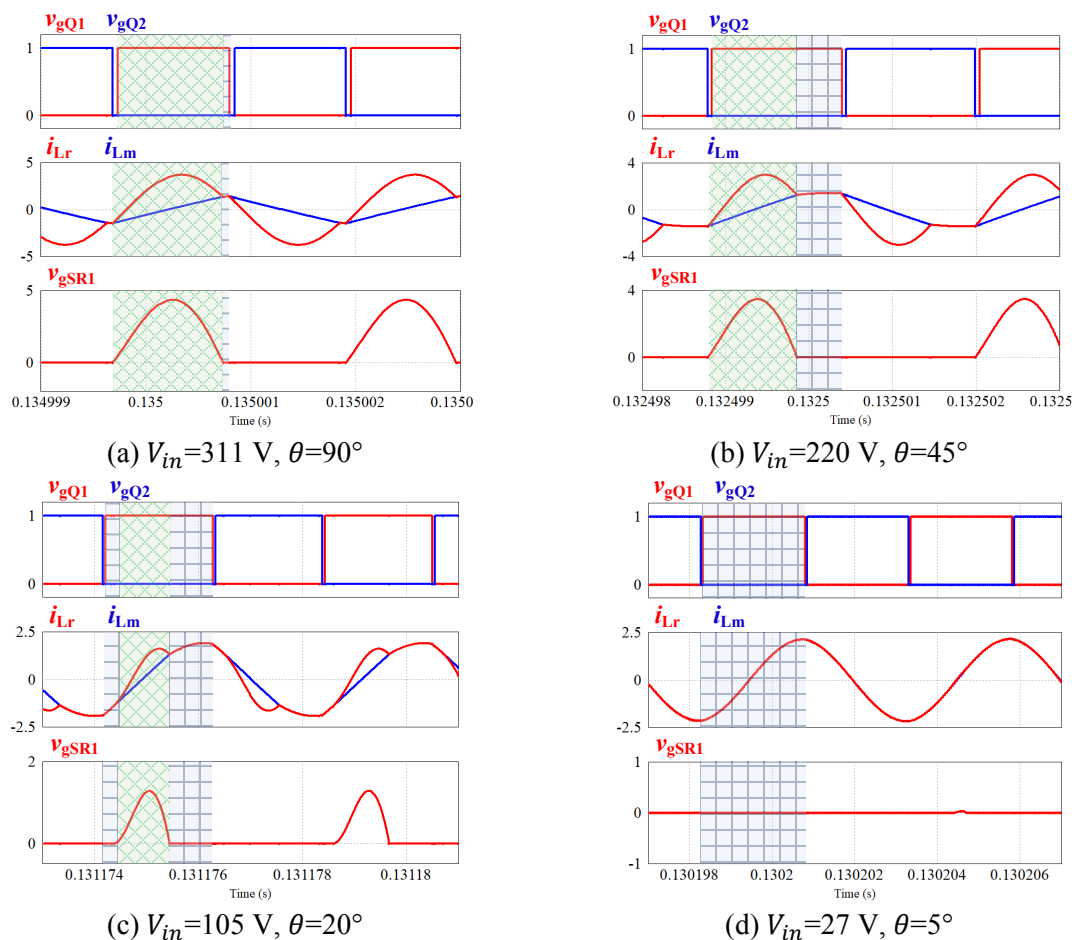 vgQ1 vgQ2
1
0
iLr iLm
5
0
-5
vgSR1
5
0
0.134999 0.135 0.135001 0.135002 0.1350
Time (s)
(a) Vin=311 V, θ=90°
vgQ1 vgQ2
1
0
iLr iLm
4
0
-4
vgSR1
4
0
0.132498 0.132499 0.1325 0.132501 0.132502 0.1325
Time (s)
(b) Vin=220 V, θ=45°
vgQ1 vgQ2
1
0
iLr iLm
2.5
0
-2.5
vgSR1
2
0
0.131174 0.131176 0.131178 0.13118
Time (s)
(c) Vin=105 V, θ=20°
vgQ1 vgQ2
1
0
iLr iLm
2.5
0
-2.5
vgSR1
1
0
-1
0.130198 0.1302 0.130202 0.130204 0.130206
Time (s)
(d) Vin=27 V, θ=5°